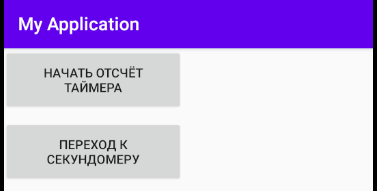 My Application
НАЧАТЬ ОТСЧЁТ
ТАЙМЕРА
ПЕРЕХОД К
СЕКУНДОМЕРУ